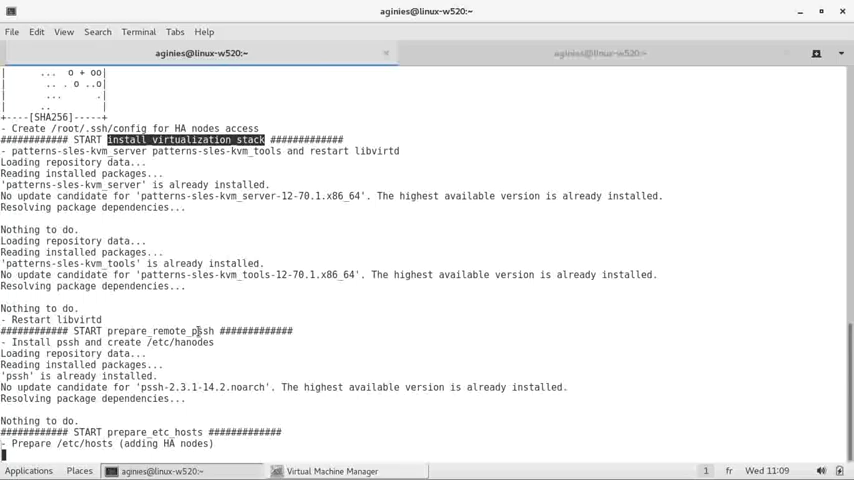 aginies@linux-w520:~
File Edit View Search Terminal Tabs Help
aginies@linux-w520:~ aginies@linux-w520:~
| ... o + oo|
| .. . o ..o|
| ... .|
| .. |
+----[SHA256]-----+
- Create /root/.ssh/config for HA nodes access
############ START install virtualization stack #############
- patterns-sles-kvm_server patterns-sles-kvm_tools and restart libvirtd
Loading repository data...
Reading installed packages...
'patterns-sles-kvm_server' is already installed.
No update candidate for 'patterns-sles-kvm_server-12-70.1.x86_64'. The highest available version is already installed.
Resolving package dependencies...
Nothing to do.
Loading repository data...
Reading installed packages...
'patterns-sles-kvm_tools' is already installed.
No update candidate for 'patterns-sles-kvm_tools-12-70.1.x86_64'. The highest available version is already installed.
Resolving package dependencies...
Nothing to do.
- Restart libvirtd
############ START prepare_remote_pssh #############
- Install pssh and create /etc/hanodes
Loading repository data...
Reading installed packages...
'pssh' is already installed.
No update candidate for 'pssh-2.3.1-14.2.noarch'. The highest available version is already installed.
Resolving package dependencies...
Nothing to do.
############ START prepare_etc_hosts #############
- Prepare /etc/hosts (adding HA nodes)
Applications Places aginies@linux-w520:~ Virtual Machine Manager 1 fr Wed 11:09